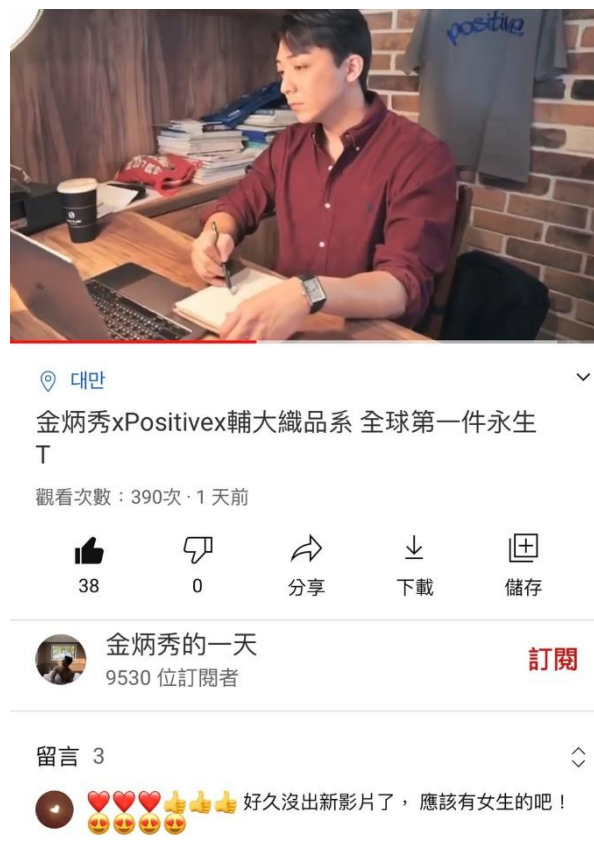 positive
대만
金炳秀xPositivex輔大織品系 全球第一件永生
T
觀看次數：390次 · 1 天前
38
0
分享
下載
儲存
金炳秀的一天
訂閱
9530 位訂閱者
留言 3
❤️❤️❤️👍👍👍 好久沒出新影片了， 應該有女生的吧！
😍😍😍😍